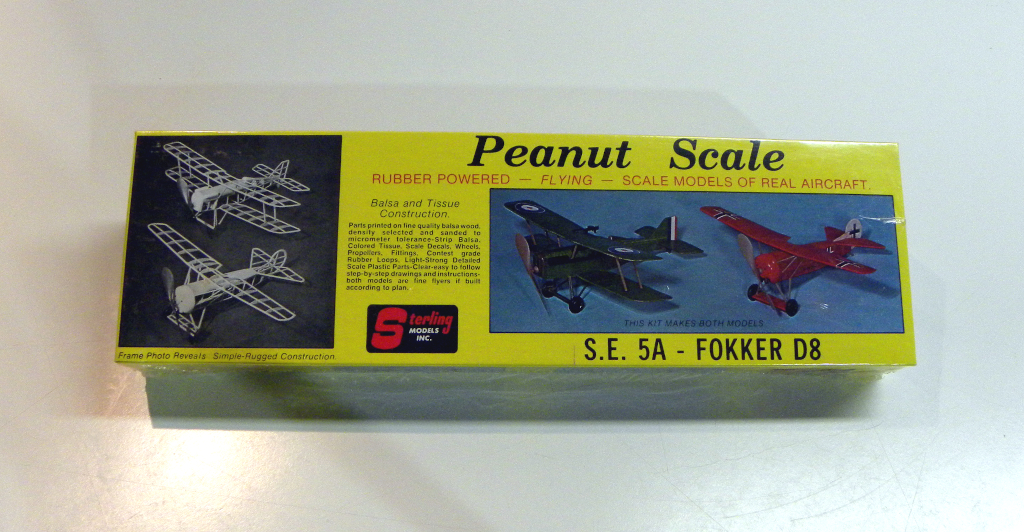 Peanut Scale
RUBBER POWERED — FLYING — SCALE MODELS OF REAL AIRCRAFT.
Balsa and Tissue
Construction.
Parts printed on fine quality balsa wood,
densily selected and sanded to
micrometer tolerance-Strip Balsa,
Colored Tissue, Scale Decals, Wheels,
Propellers, Fittings, Contest grade
Rubber Loops, Light-Strong Detailed
Scale Plastic Parts-Clear-easy to follow
step-by-step drawings and instructions-
both models are fine flyers if built
according to plan.
Sterling
MODELS
INC.
THIS KIT MAKES BOTH MODELS.
Frame Photo Reveals Simple-Rugged Construction.
S.E. 5A - FOKKER D8